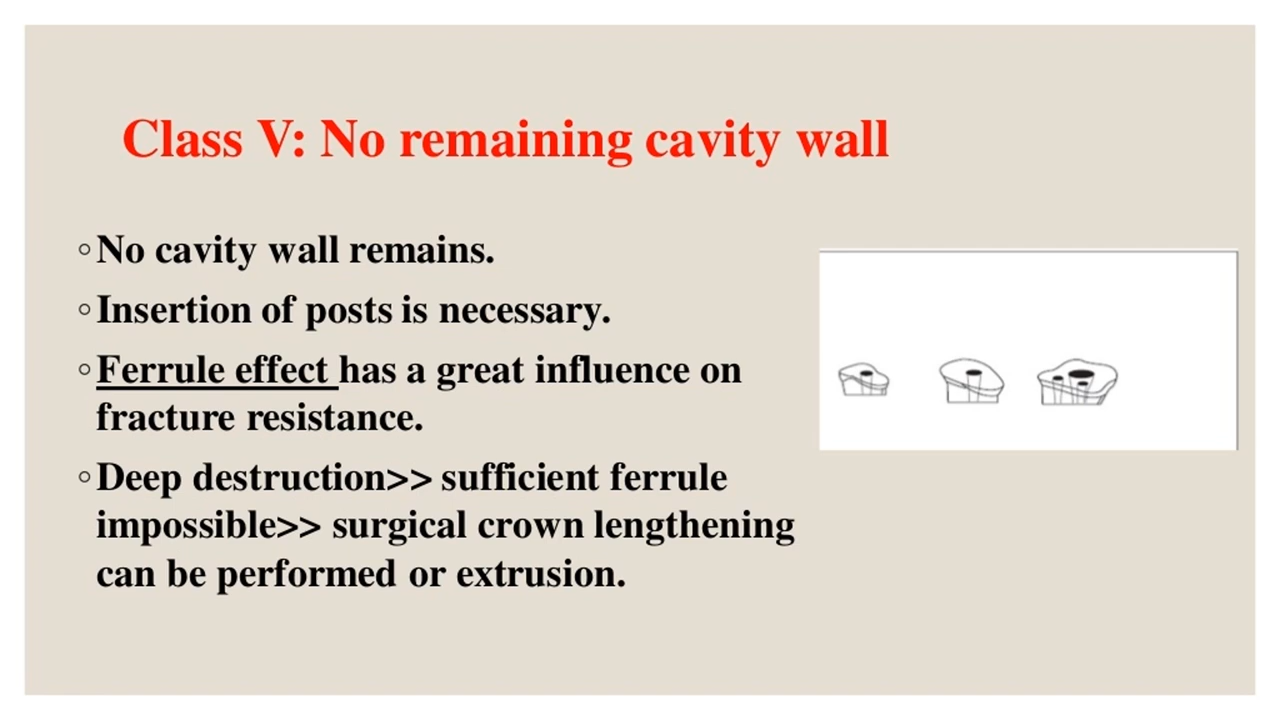 Class V: No remaining cavity wall
◦No cavity wall remains.
◦Insertion of posts is necessary.
◦Ferrule effect has a great influence on
fracture resistance.
◦Deep destruction>> sufficient ferrule
impossible>> surgical crown lengthening
can be performed or extrusion.